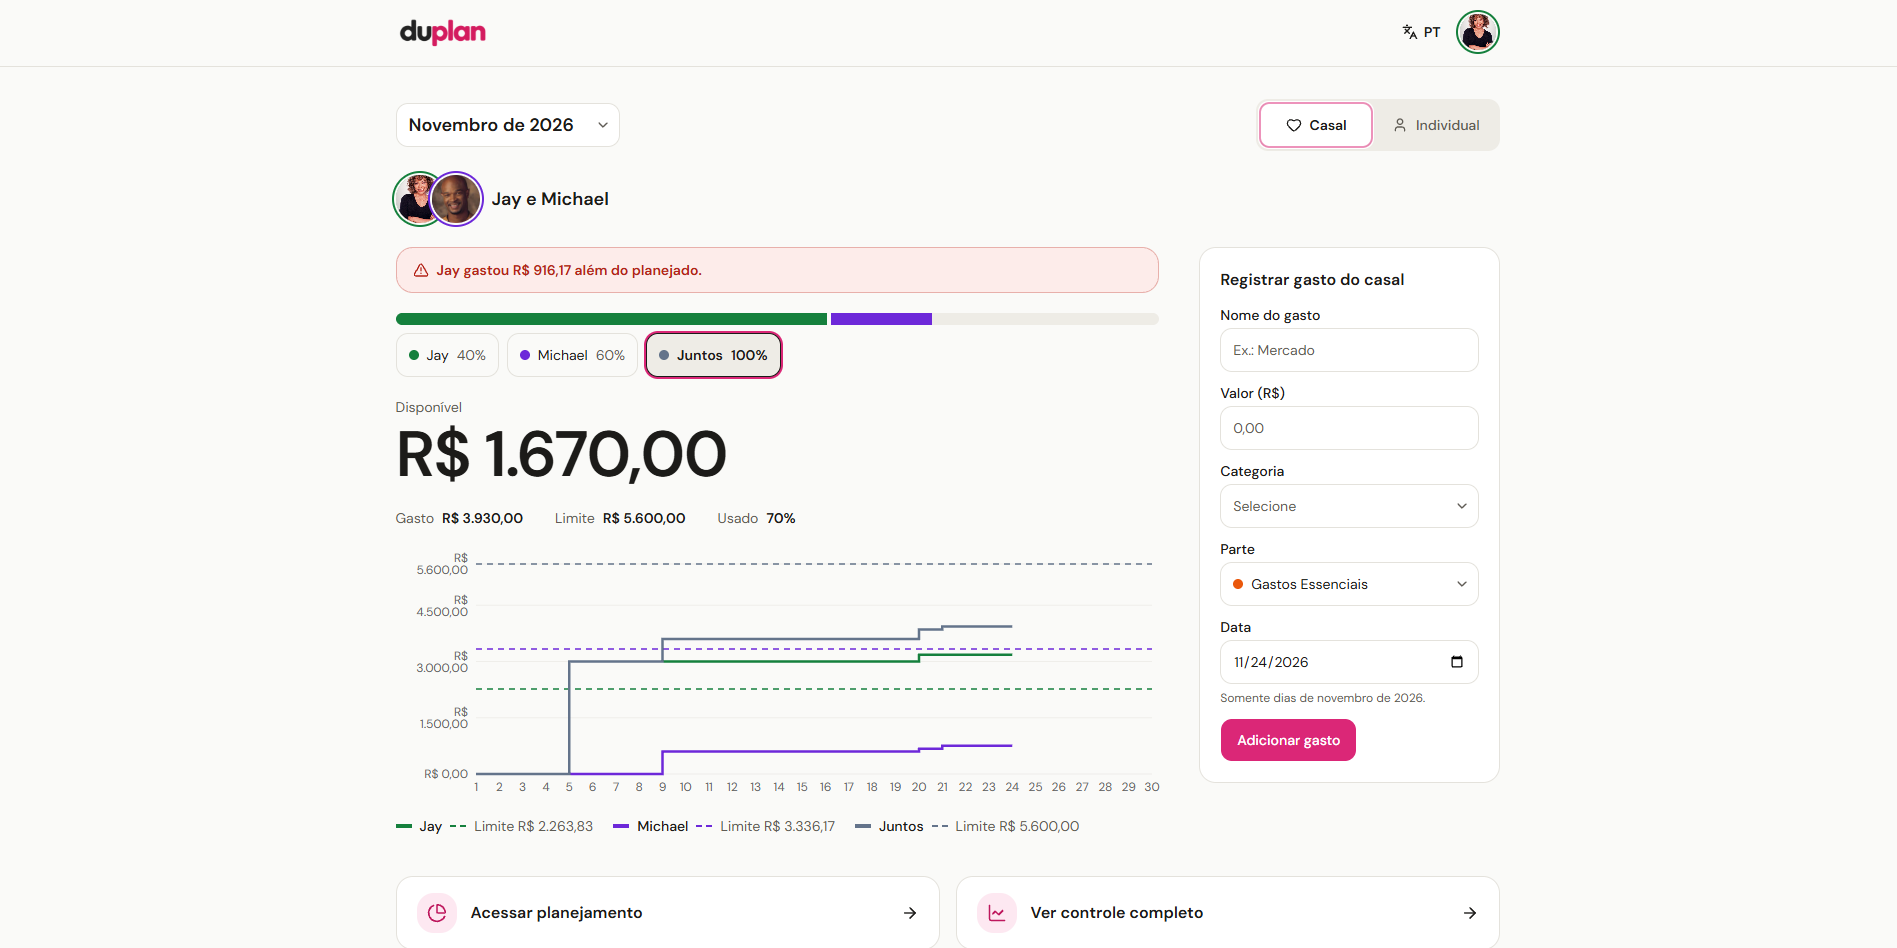 duplan
PT
Novembro de 2026
Casal
Individual
Jay e Michael
Jay gastou R$ 916,17 além do planejado.
Jay 40%
Michael 60%
Juntos 100%
Disponível
R$ 1.670,00
Gasto R$ 3.930,00
Limite R$ 5.600,00
Usado 70%
R$
5.600,00
R$
4.500,00
R$
3.000,00
R$
1.500,00
R$ 0,00
1 2 3 4 5 6 7 8 9 10 11 12 13 14 15 16 17 18 19 20 21 22 23 24 25 26 27 28 29 30
Jay Limite R$ 2.263,83 Michael Limite R$ 3.336,17 Juntos Limite R$ 5.600,00
Registrar gasto do casal
Nome do gasto
Ex.: Mercado
Valor (R$)
0,00
Categoria
Selecione
Parte
Gastos Essenciais
Data
11/24/2026
Somente dias de novembro de 2026.
Adicionar gasto
Acessar planejamento
Ver controle completo